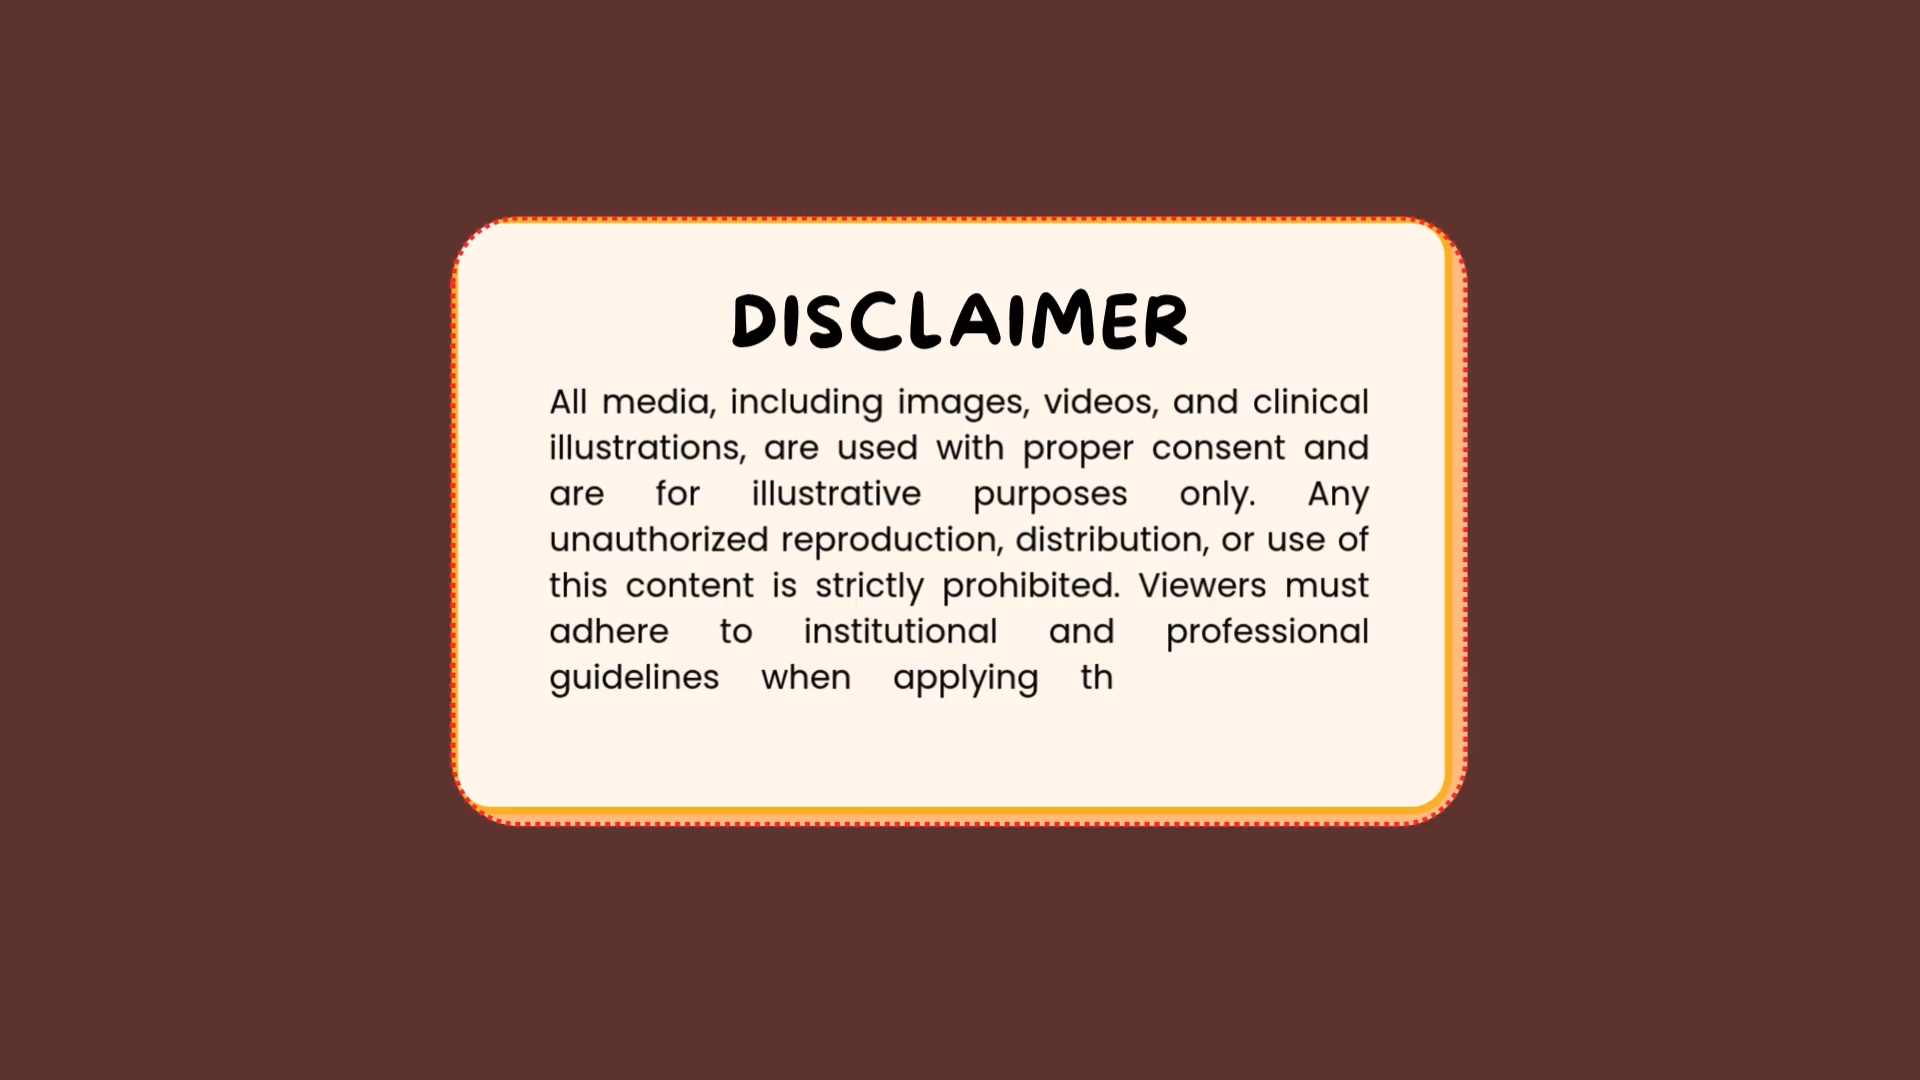 DISCLAIMER
All media, including images, videos, and clinical
illustrations, are used with proper consent and
are for illustrative purposes only. Any
unauthorized reproduction, distribution, or use of
this content is strictly prohibited. Viewers must
adhere to institutional and professional
guidelines when applying th